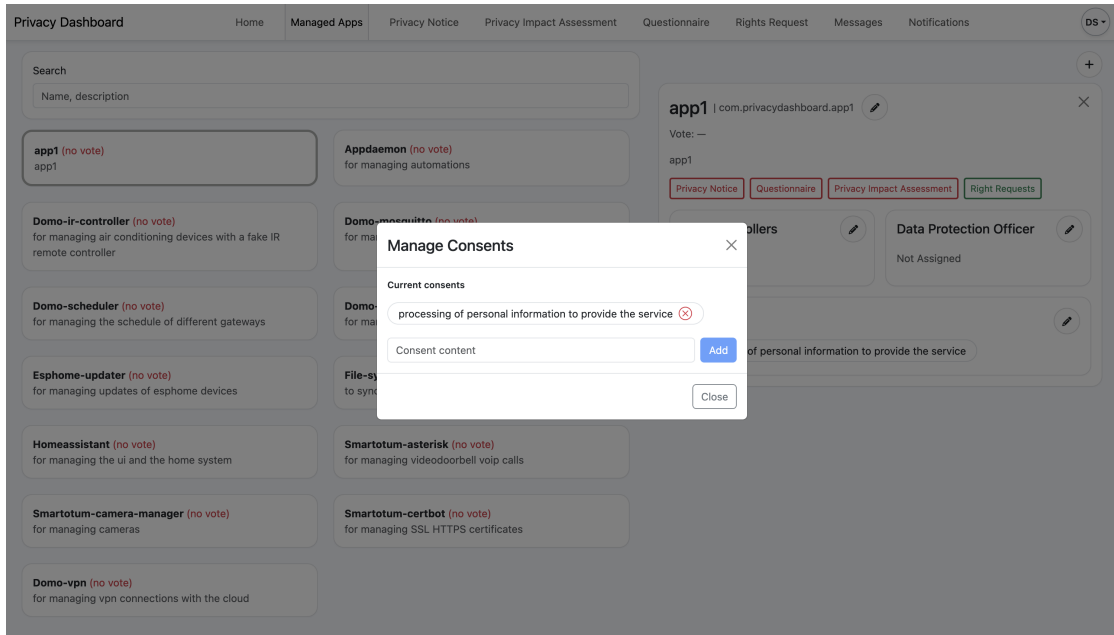 Privacy Dashboard
Home
Managed Apps
Privacy Notice
Privacy Impact Assessment
Questionnaire
Rights Request
Messages
Notifications
DS
Search
Name, description
+
app1 (no vote)
app1
Appdaemon (no vote)
for managing automations
Domo-ir-controller (no vote)
for managing air conditioning devices with a fake IR
remote controller
Domo-mosquitto (no vote)
for
Domo-scheduler (no vote)
for managing the schedule of different gateways
Domo-
for
Esphome-updater (no vote)
for managing updates of esphome devices
Homeassistant (no vote)
for managing the ui and the home system
Smartotum-asterisk (no vote)
for managing videodoorbell voip calls
Smartotum-camera-manager (no vote)
for managing cameras
Smartotum-certbot (no vote)
for managing SSL HTTPS certificates
Domo-vpn (no vote)
for managing vpn connections with the cloud
app1 | com.privacydashboard.app1
Vote: —
app1
Privacy Notice
Questionnaire
Privacy Impact Assessment
Right Requests
Data Protection Officer
Not Assigned
of personal information to provide the service
Manage Consents
Current consents
processing of personal information to provide the service
Consent content
Add
Close